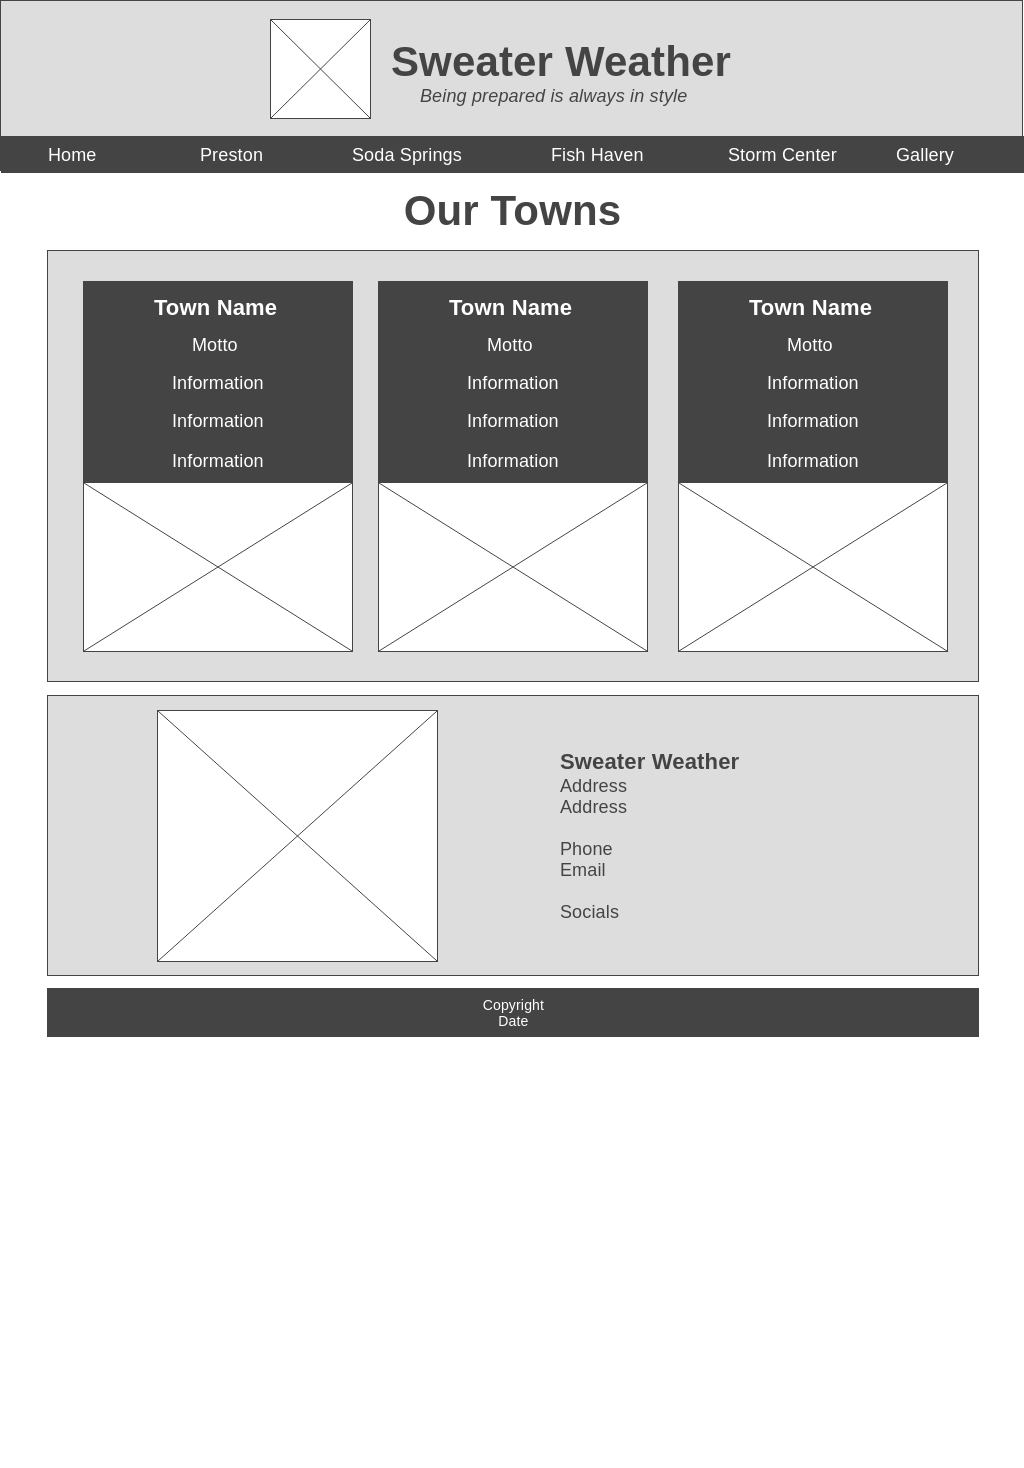 Sweater Weather
Being prepared is always in style
Home Preston Soda Springs Fish Haven Storm Center Gallery
Our Towns
Town Name
Motto
Information
Information
Information
Town Name
Motto
Information
Information
Information
Town Name
Motto
Information
Information
Information
Sweater Weather
Address
Address
Phone
Email
Socials
Copyright
Date